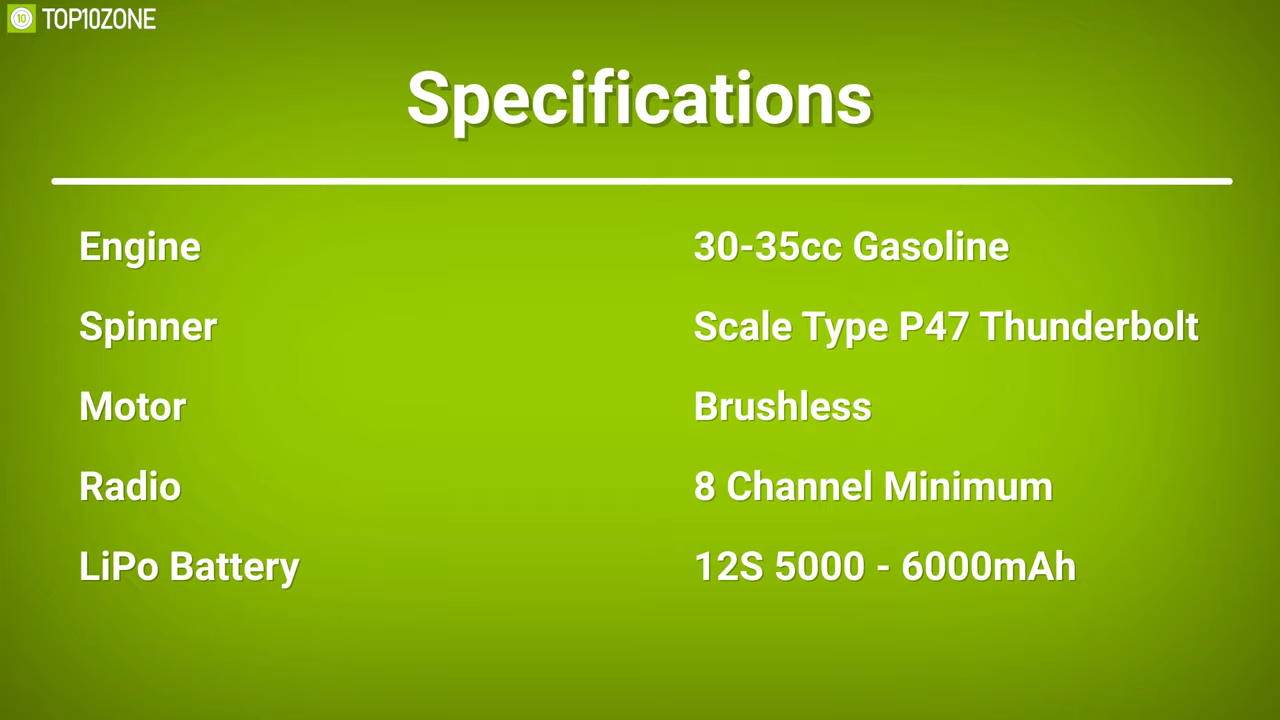 TOP10ZONE
Specifications
Engine 30-35cc Gasoline
Spinner Scale Type P47 Thunderbolt
Motor Brushless
Radio 8 Channel Minimum
LiPo Battery 12S 5000 - 6000mAh